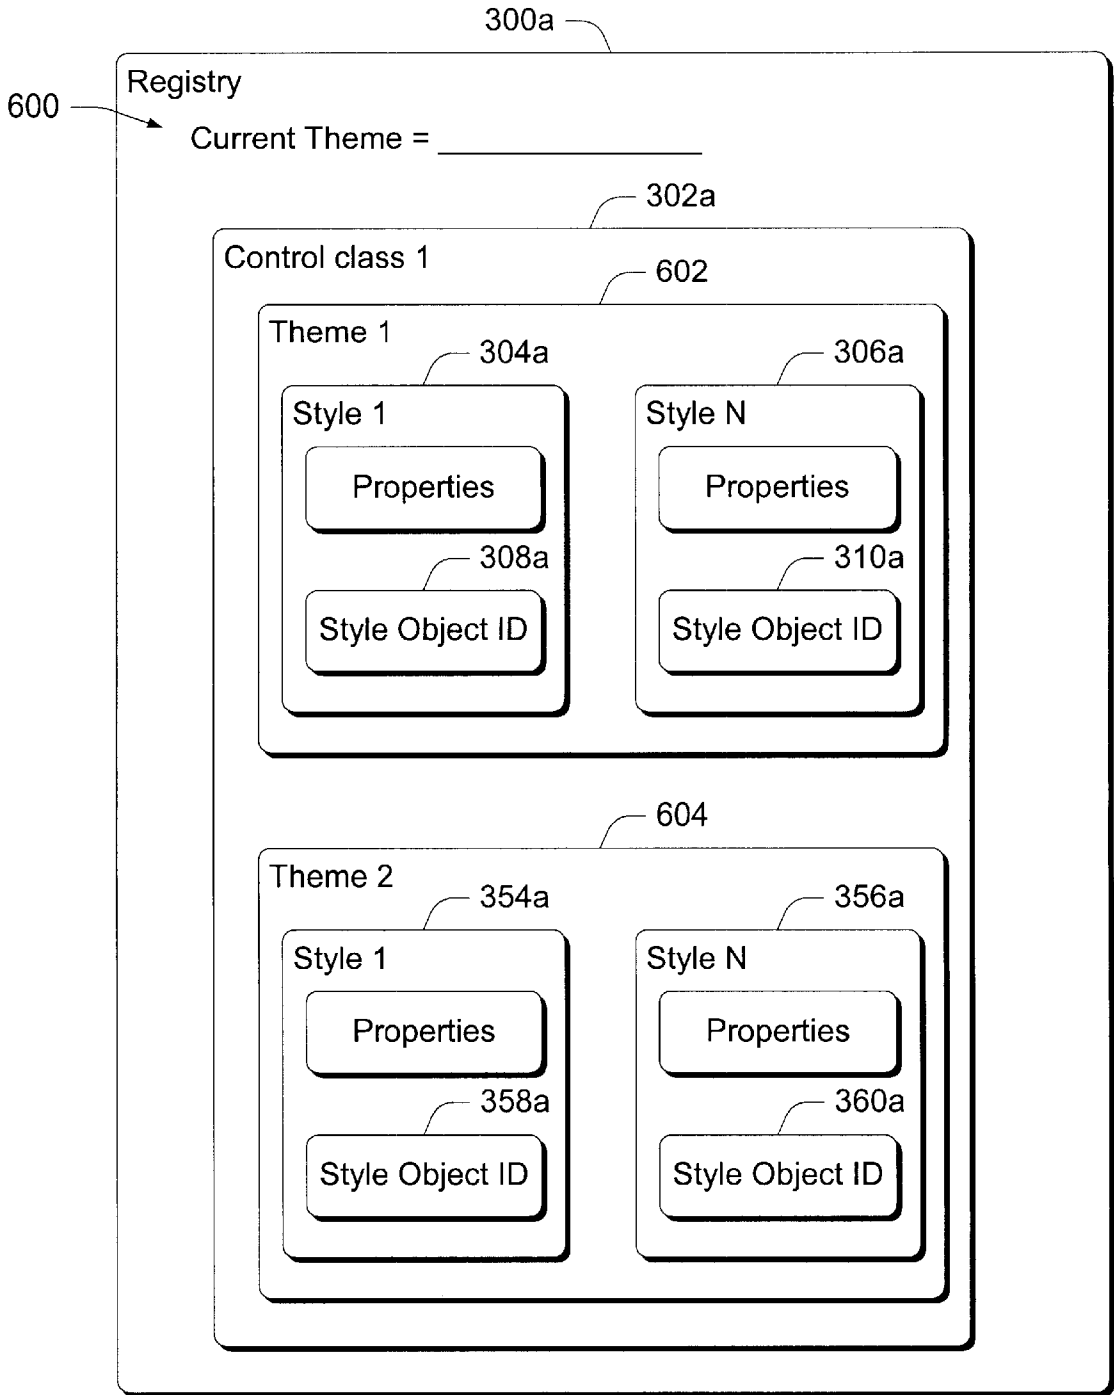 300a
Registry
600
Current Theme =
302a
Control class 1
602
Theme 1
304a
306a
Style 1
Style N
Properties
Properties
308a
310a
Style Object ID
Style Object ID
604
Theme 2
354a
356a
Style 1
Style N
Properties
Properties
358a
360a
Style Object ID
Style Object ID